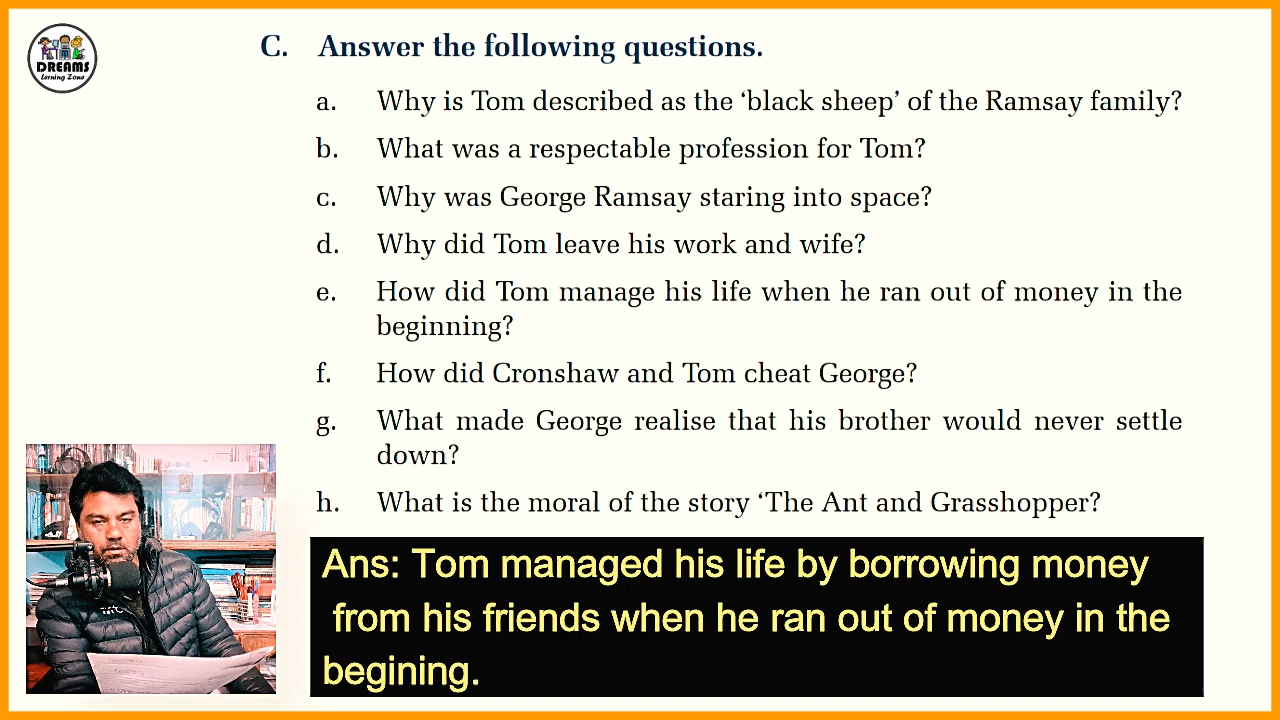 DREAMS
Lerning Zone
C. Answer the following questions.
a. Why is Tom described as the ‘black sheep’ of the Ramsay family?
b. What was a respectable profession for Tom?
c. Why was George Ramsay staring into space?
d. Why did Tom leave his work and wife?
e. How did Tom manage his life when he ran out of money in the
beginning?
f. How did Cronshaw and Tom cheat George?
g. What made George realise that his brother would never settle
down?
h. What is the moral of the story ‘The Ant and Grasshopper?
Ans: Tom managed his life by borrowing money
from his friends when he ran out of money in the
begining.